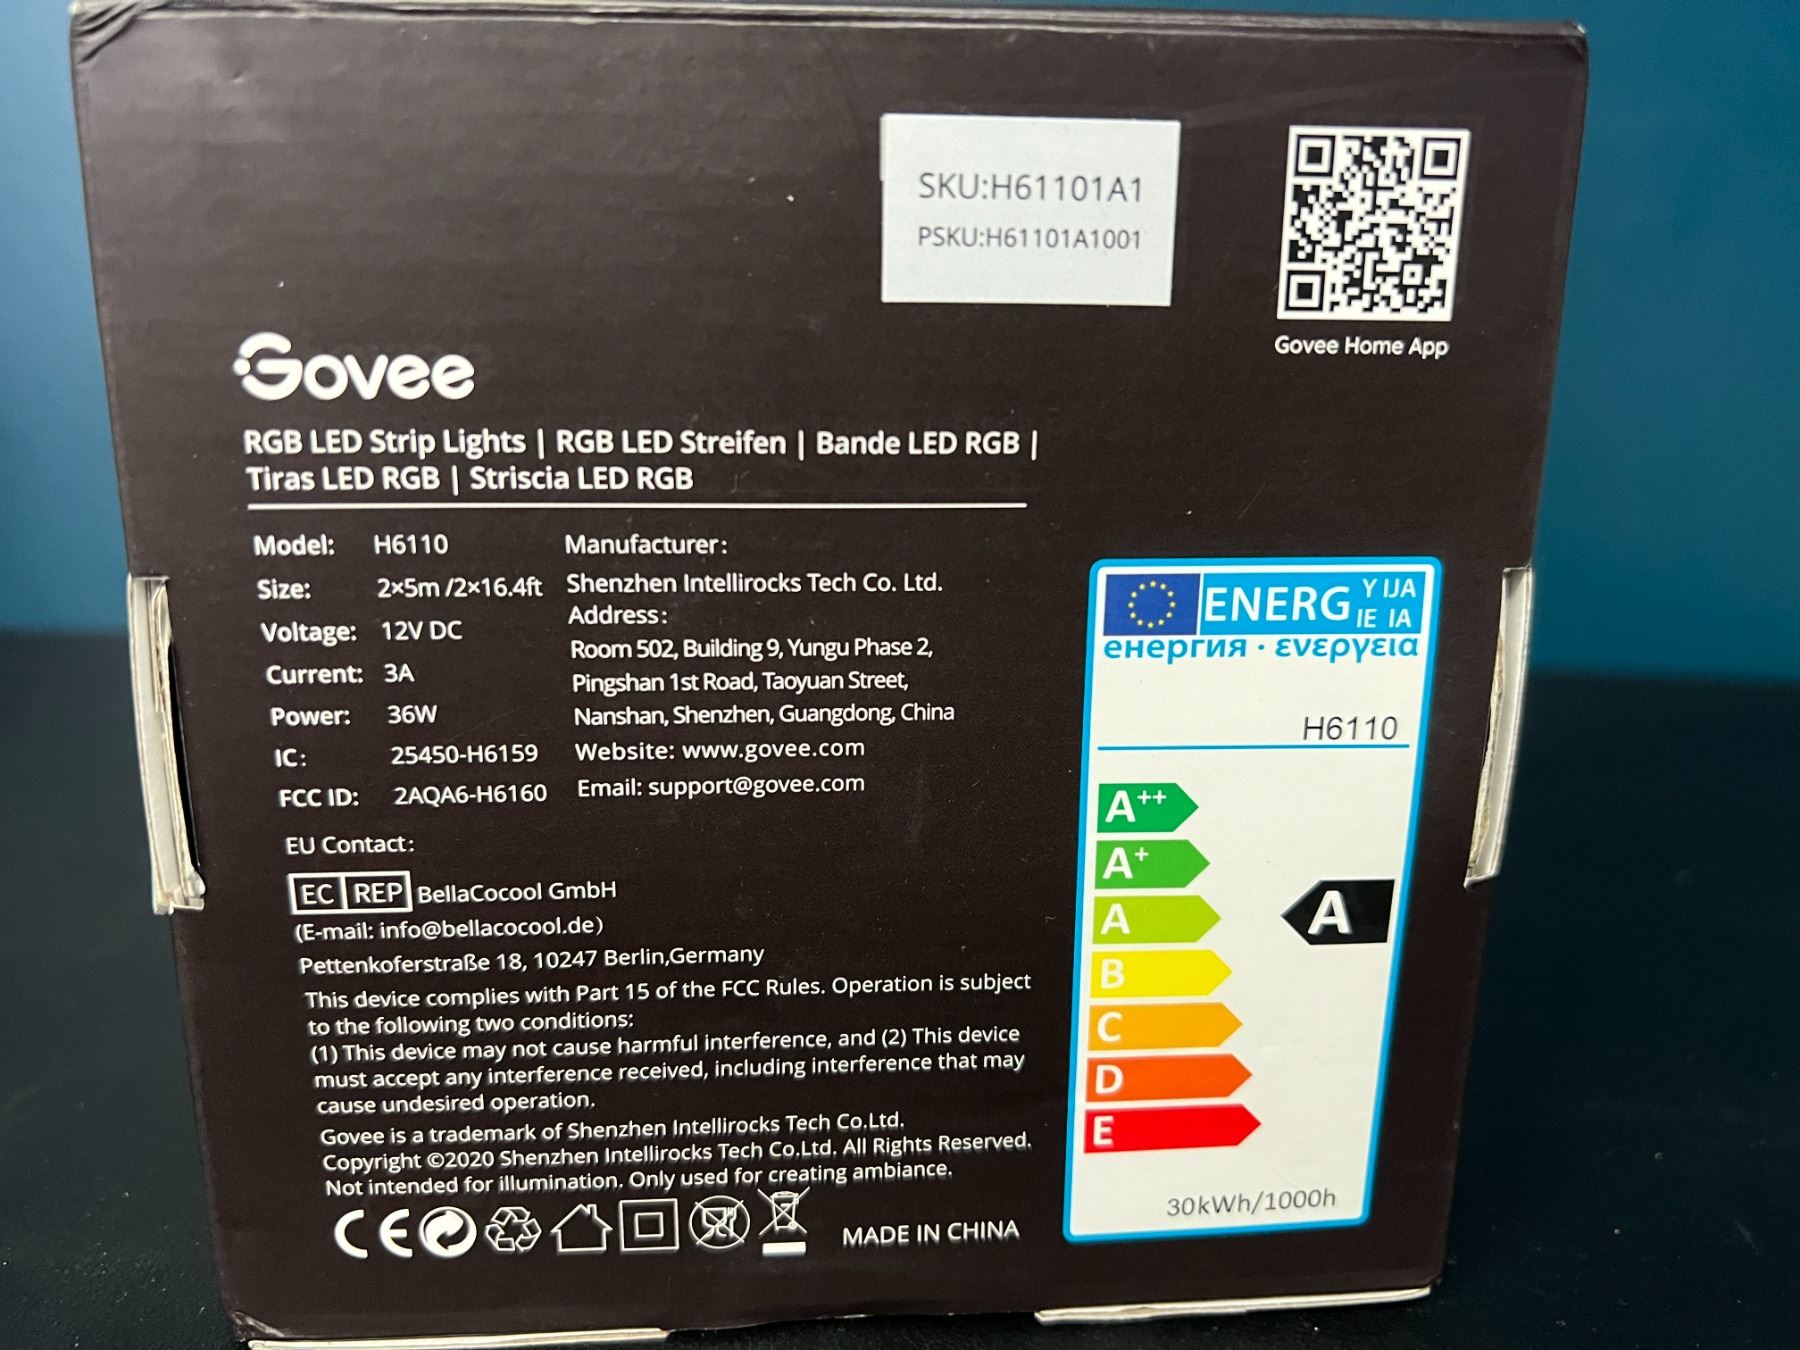 SKU:H61101A1
PSKU:H61101A1001
Govee Home App
Govee
RGB LED Strip Lights | RGB LED Streifen | Bande LED RGB |
Tiras LED RGB | Striscia LED RGB
Model: H6110
Size: 2×5m /2×16.4ft
Voltage: 12V DC
Current: 3A
Power: 36W
IC: 25450-H6159
FCC ID: 2AQA6-H6160
Manufacturer:
Shenzhen Intellirocks Tech Co. Ltd.
Address:
Room 502, Building 9, Yungu Phase 2,
Pingshan 1st Road, Taoyuan Street,
Nanshan, Shenzhen, Guangdong, China
Website: www.govee.com
Email: support@govee.com
EU Contact:
EC REP BellaCocool GmbH
(E-mail: info@bellacocool.de)
Pettenkoferstraße 18, 10247 Berlin,Germany
This device complies with Part 15 of the FCC Rules. Operation is subject
to the following two conditions:
(1) This device may not cause harmful interference, and (2) This device
must accept any interference received, including interference that may
cause undesired operation.
Govee is a trademark of Shenzhen Intellirocks Tech Co.Ltd.
Copyright ©2020 Shenzhen Intellirocks Tech Co.Ltd. All Rights Reserved.
Not intended for illumination. Only used for creating ambiance.
CE
MADE IN CHINA
ENERG Y IJA
IE IA
енергия · ενεργεια
H6110
A++
A+
A
A
B
C
D
E
30kWh/1000h